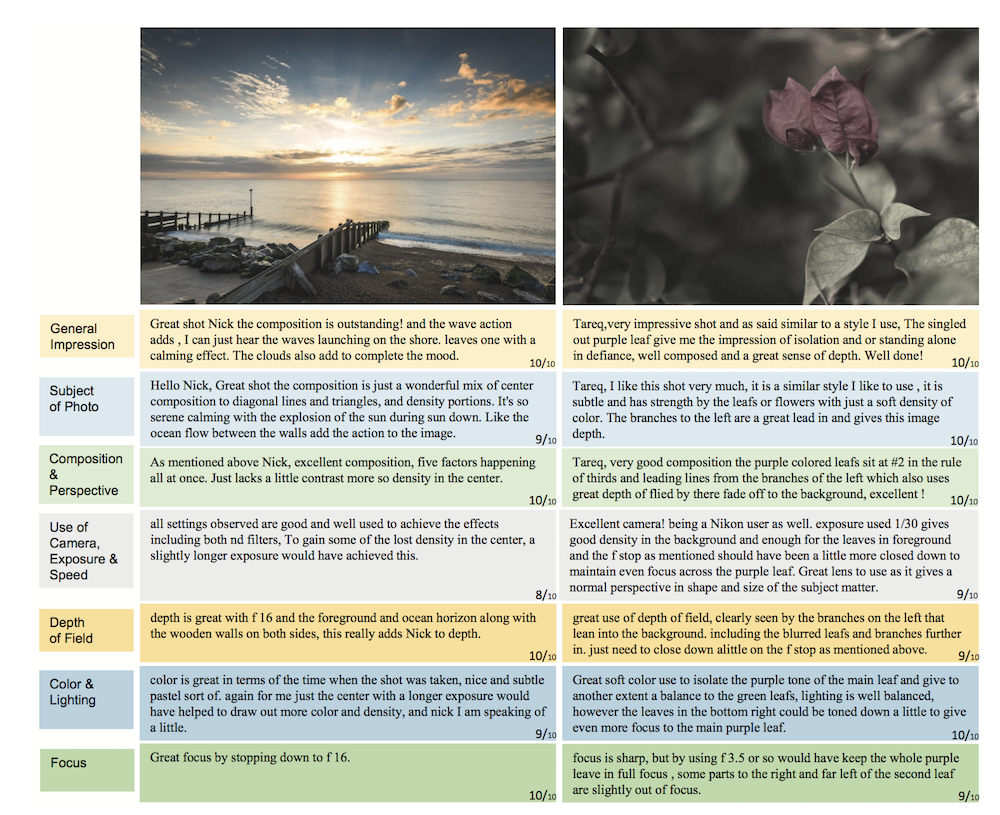 General
Impression
Great shot Nick the composition is outstanding! and the wave action
adds , I can just hear the waves launching on the shore. leaves one with a
calming effect. The clouds also add to complete the mood.
10/10
Tareq,very impressive shot and as said similar to a style I use, The singled
out purple leaf give me the impression of isolation and or standing alone
in defiance, well composed and a great sense of depth. Well done!
10/10
Subject
of Photo
Hello Nick, Great shot the composition is just a wonderful mix of center
composition to diagonal lines and triangles, and density portions. It's so
serene calming with the explosion of the sun during sun down. Like the
ocean flow between the walls add the action to the image.
9/10
Tareq, I like this shot very much, it is a similar style I like to use , it is
subtle and has strength by the leafs or flowers with just a soft density of
color. The branches to the left are a great lead in and gives this image
depth.
10/10
Composition
&
Perspective
As mentioned above Nick, excellent composition, five factors happening
all at once. Just lacks a little contrast more so density in the center.
10/10
Tareq, very good composition the purple colored leafs sit at #2 in the rule
of thirds and leading lines from the branches of the left which also uses
great depth of flied by there fade off to the background, excellent !
10/10
Use of
Camera,
Exposure &
Speed
all settings observed are good and well used to achieve the effects
including both nd filters, To gain some of the lost density in the center, a
slightly longer exposure would have achieved this.
8/10
Excellent camera! being a Nikon user as well. exposure used 1/30 gives
good density in the background and enough for the leaves in foreground
and the f stop as mentioned should have been a little more closed down to
maintain even focus across the purple leaf. Great lens to use as it gives a
normal perspective in shape and size of the subject matter.
9/10
Depth
of Field
depth is great with f 16 and the foreground and ocean horizon along with
the wooden walls on both sides, this really adds Nick to depth.
10/10
great use of depth of field, clearly seen by the branches on the left that
lean into the background. including the blurred leafs and branches further
in. just need to close down alittle on the f stop as mentioned above.
9/10
Color &
Lighting
color is great in terms of the time when the shot was taken, nice and subtle
pastel sort of. again for me just the center with a longer exposure would
have helped to draw out more color and density, and nick I am speaking of
a little.
9/10
Great soft color use to isolate the purple tone of the main leaf and give to
another extent a balance to the green leafs, lighting is well balanced,
however the leaves in the bottom right could be toned down a little to give
even more focus to the main purple leaf.
10/10
Focus
Great focus by stopping down to f 16.
10/10
focus is sharp, but by using f 3.5 or so would have keep the whole purple
leave in full focus , some parts to the right and far left of the second leaf
are slightly out of focus.
9/10